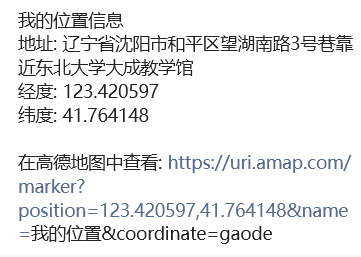 我的位置信息
地址: 辽宁省沈阳市和平区望湖南路3号巷靠
近东北大学大成教学馆
经度: 123.420597
纬度: 41.764148

在高德地图中查看: https://uri.amap.com/
marker?
position=123.420597,41.764148&name
=我的位置&coordinate=gaode